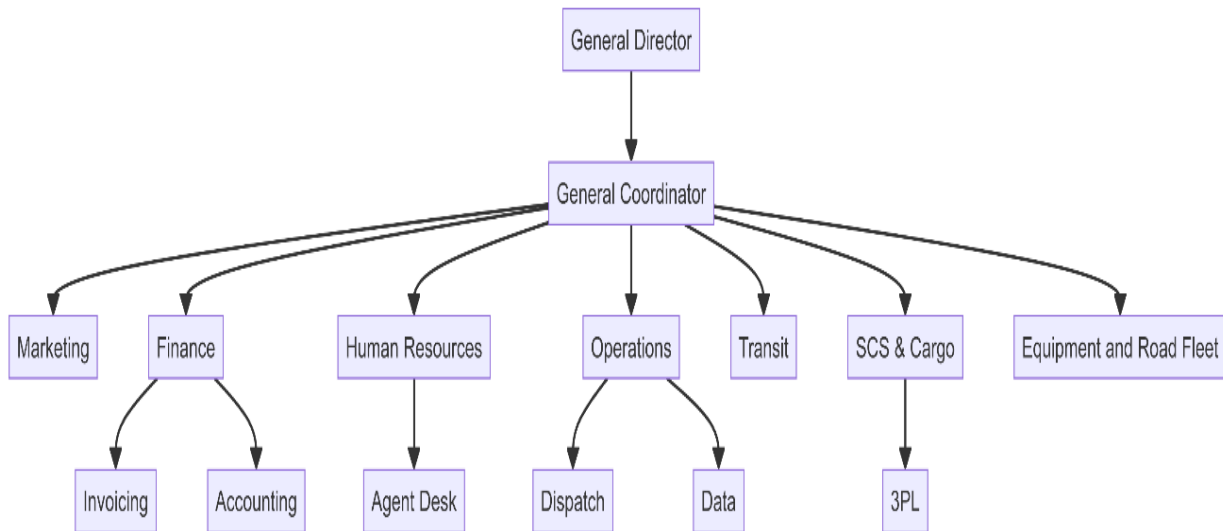 General Director
General Coordinator
Marketing
Finance
Human Resources
Operations
Transit
SCS & Cargo
Equipment and Road Fleet
Invoicing
Accounting
Agent Desk
Dispatch
Data
3PL